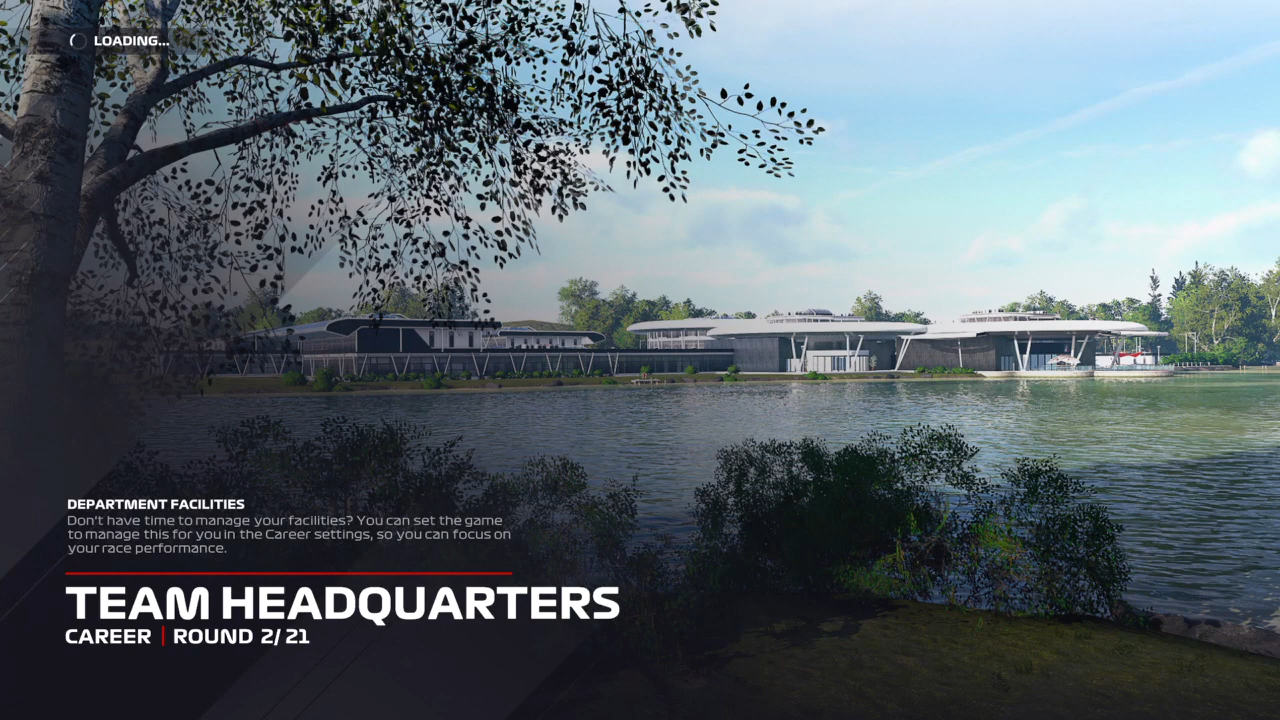 LOADING...
DEPARTMENT FACILITIES
Don't have time to manage your facilities? You can set the game
to manage this for you in the Career settings, so you can focus on
your race performance.
TEAM HEADQUARTERS
CAREER | ROUND 2/21